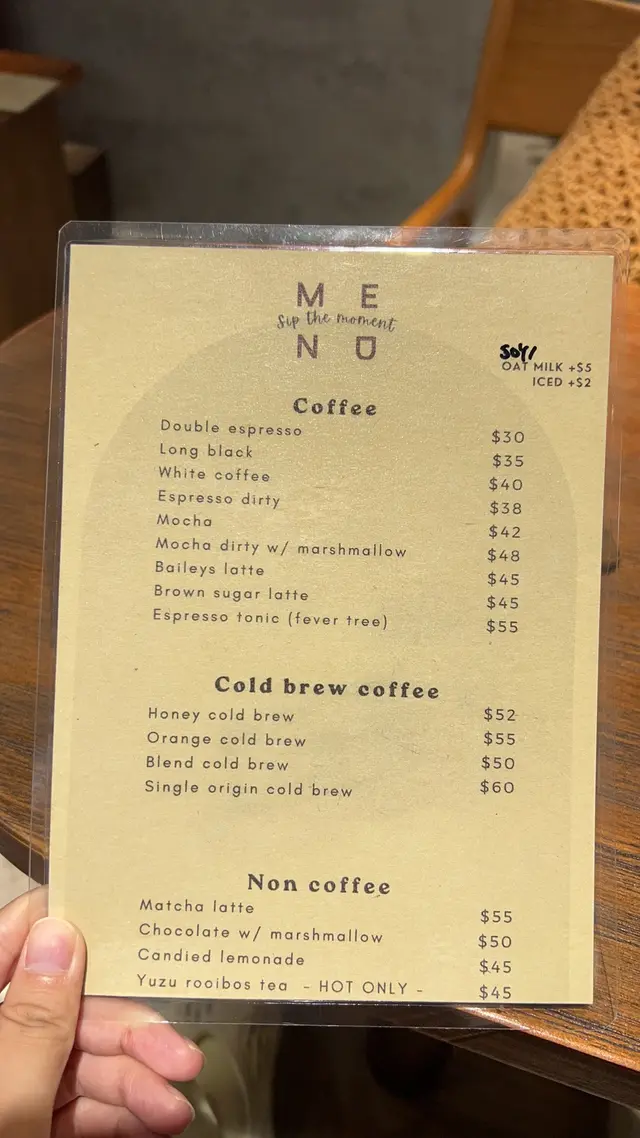 M E
Sip the moment
N U
SOY/
OAT MILK +$5
ICED +$2
Coffee
Double espresso $30
Long black $35
White coffee $40
Espresso dirty $38
Mocha $42
Mocha dirty w/ marshmallow $48
Baileys latte $45
Brown sugar latte $45
Espresso tonic (fever tree) $55
Cold brew coffee
Honey cold brew $52
Orange cold brew $55
Blend cold brew $50
Single origin cold brew $60
Non coffee
Matcha latte $55
Chocolate w/ marshmallow $50
Candied lemonade $45
Yuzu rooibos tea - HOT ONLY - $45